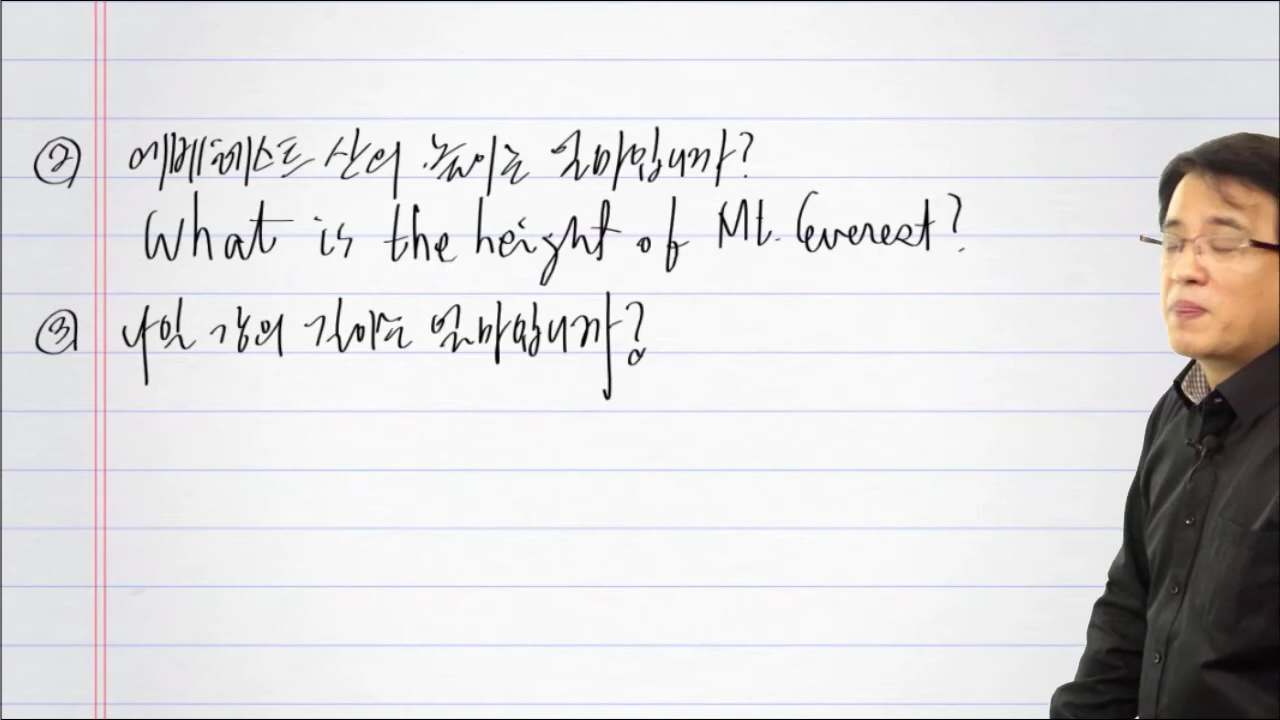 ② 에베레스트 산의 높이는 얼마입니까?
What is the height of Mt. Everest?
③ 나일 강의 길이는 얼마입니까?